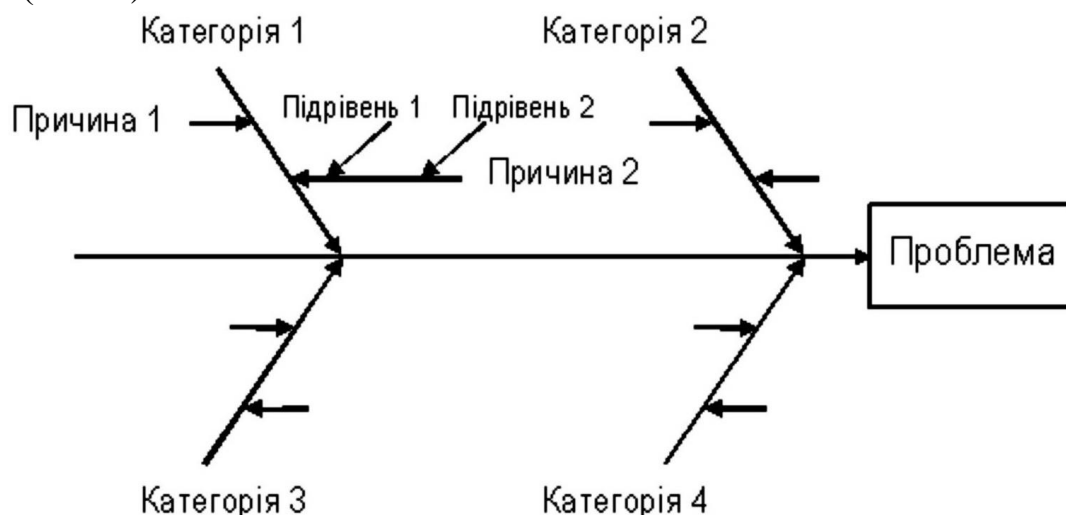 Категорія 1
Категорія 2
Причина 1
Підрівень 1
Підрівень 2
Причина 2
Проблема
Категорія 3
Категорія 4